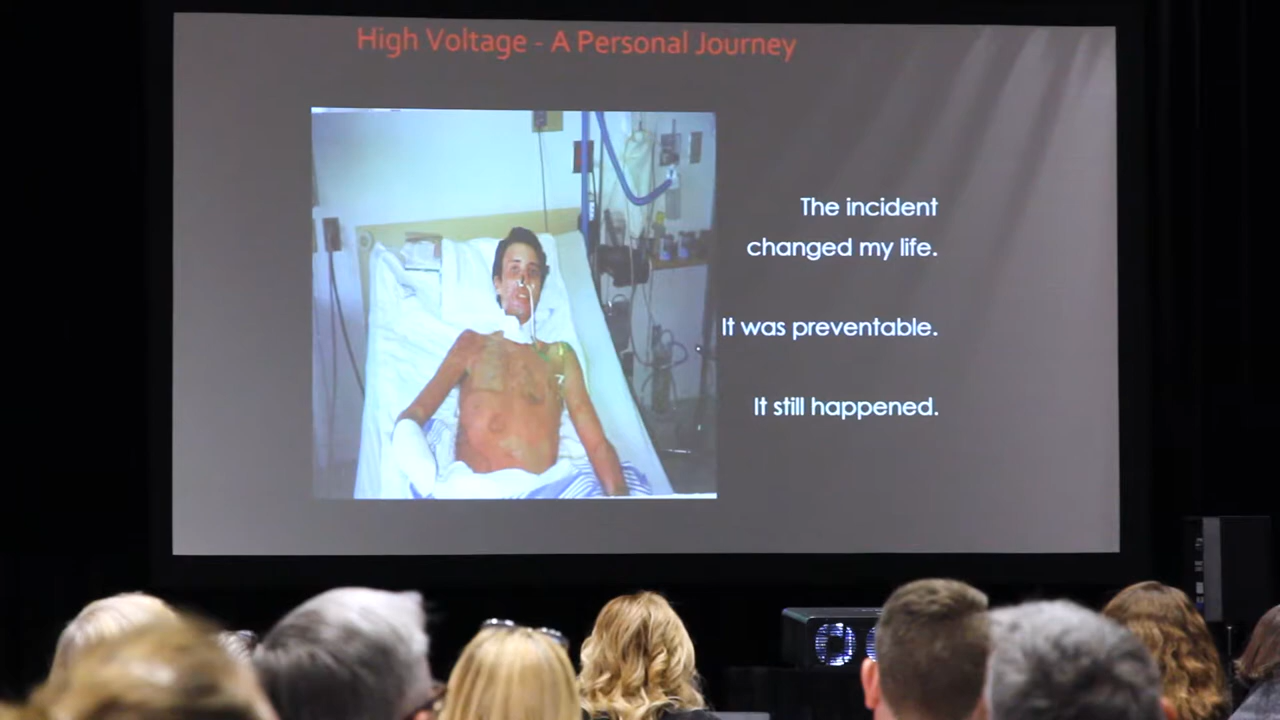 High Voltage - A Personal Journey
The incident
changed my life.
It was preventable.
It still happened.